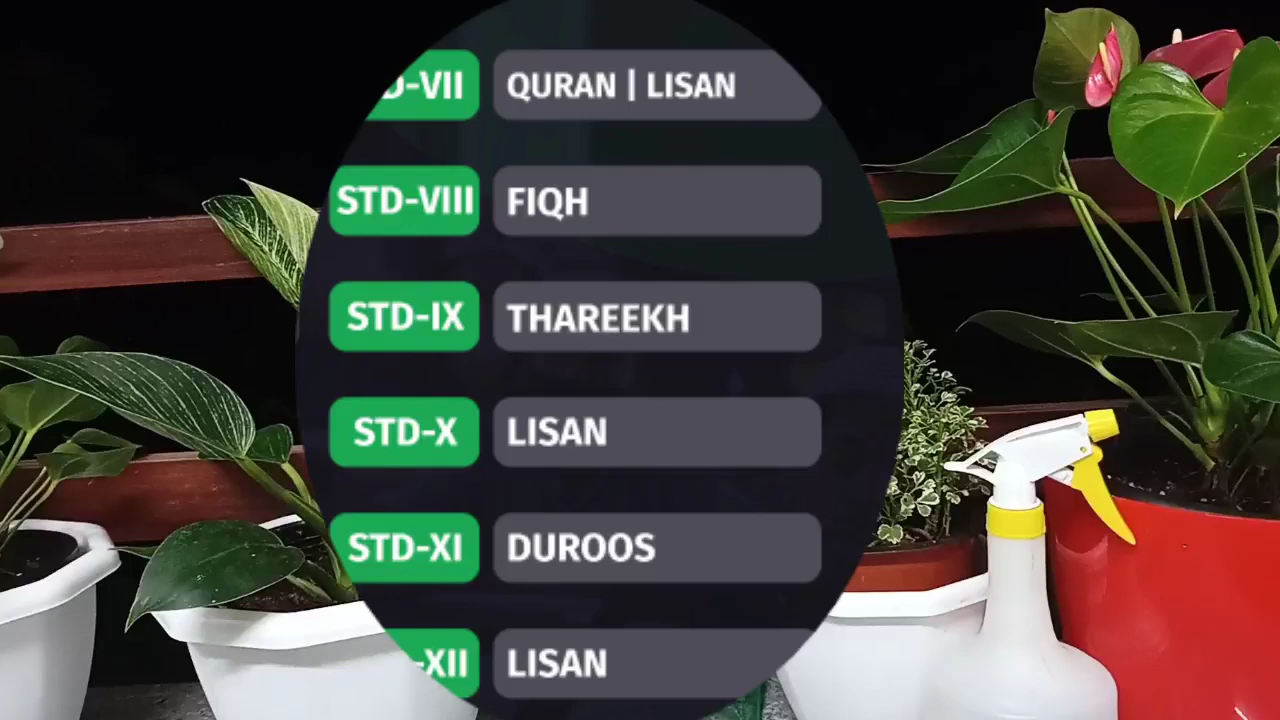 D-VII QURAN | LISAN
STD-VIII FIQH
STD-IX THAREEKH
STD-X LISAN
STD-XI DUROOS
-XII LISAN